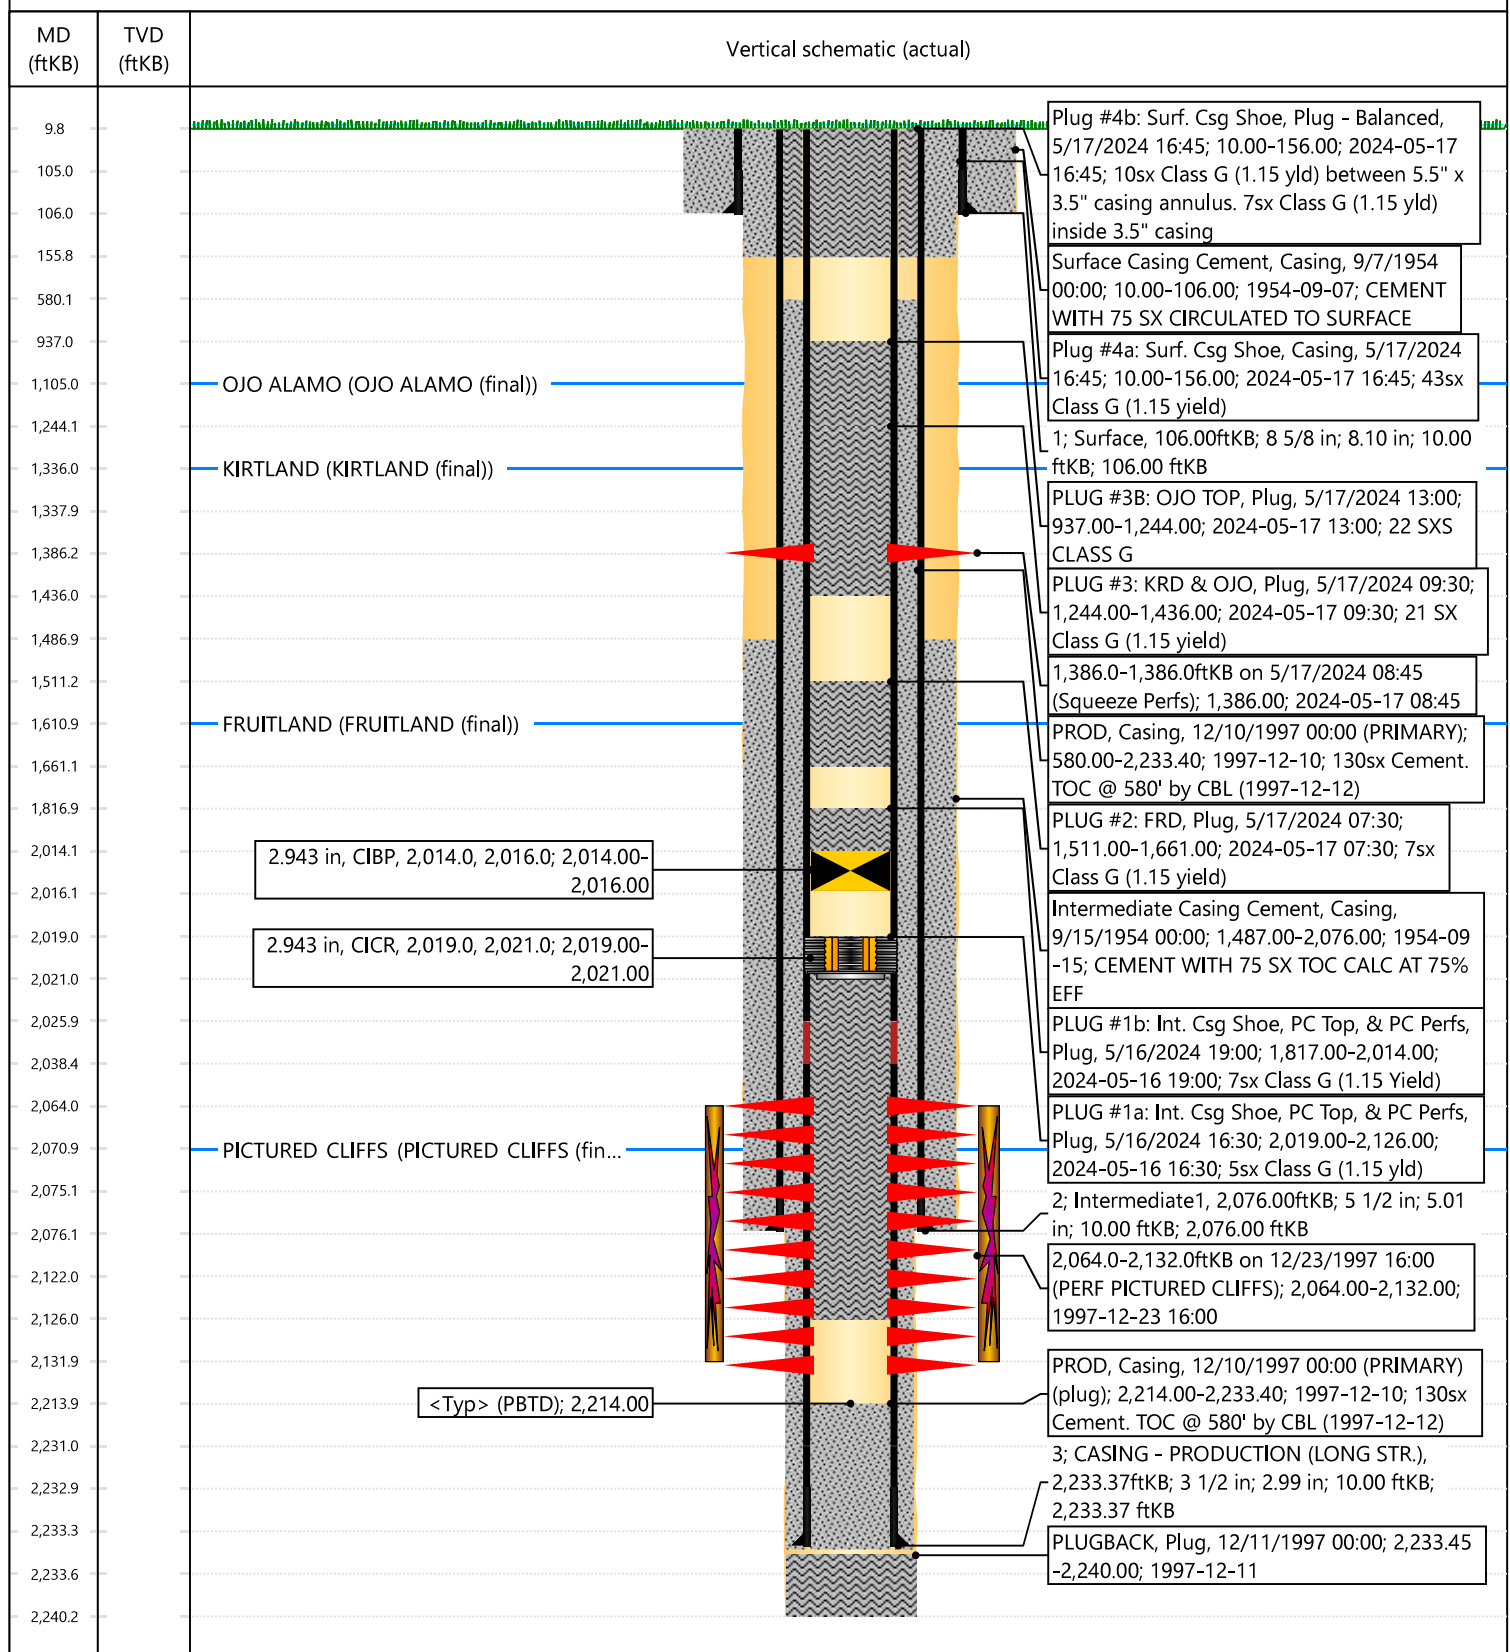 MD
(ftKB)
TVD
(ftKB)
Vertical schematic (actual)
9.8
105.0
106.0
155.8
580.1
937.0
1,105.0
1,244.1
1,336.0
1,337.9
1,386.2
1,436.0
1,486.9
1,511.2
1,610.9
1,661.1
1,816.9
2,014.1
2,016.1
2,019.0
2,021.0
2,025.9
2,038.4
2,064.0
2,070.9
2,075.1
2,076.1
2,122.0
2,126.0
2,131.9
2,213.9
2,231.0
2,232.9
2,233.3
2,233.6
2,240.2
OJO ALAMO (OJO ALAMO (final))
KIRTLAND (KIRTLAND (final))
FRUITLAND (FRUITLAND (final))
PICTURED CLIFFS (PICTURED CLIFFS (fin...
2.943 in, CIBP, 2,014.0, 2,016.0; 2,014.00-
2,016.00
2.943 in, CICR, 2,019.0, 2,021.0; 2,019.00-
2,021.00
<Typ> (PBTD); 2,214.00
Plug #4b: Surf. Csg Shoe, Plug - Balanced,
5/17/2024 16:45; 10.00-156.00; 2024-05-17
16:45; 10sx Class G (1.15 yld) between 5.5" x
3.5" casing annulus. 7sx Class G (1.15 yld)
inside 3.5" casing
Surface Casing Cement, Casing, 9/7/1954
00:00; 10.00-106.00; 1954-09-07; CEMENT
WITH 75 SX CIRCULATED TO SURFACE
Plug #4a: Surf. Csg Shoe, Casing, 5/17/2024
16:45; 10.00-156.00; 2024-05-17 16:45; 43sx
Class G (1.15 yield)
1; Surface, 106.00ftKB; 8 5/8 in; 8.10 in; 10.00
ftKB; 106.00 ftKB
PLUG #3B: OJO TOP, Plug, 5/17/2024 13:00;
937.00-1,244.00; 2024-05-17 13:00; 22 SXS
CLASS G
PLUG #3: KRD & OJO, Plug, 5/17/2024 09:30;
1,244.00-1,436.00; 2024-05-17 09:30; 21 SX
Class G (1.15 yield)
1,386.0-1,386.0ftKB on 5/17/2024 08:45
(Squeeze Perfs); 1,386.00; 2024-05-17 08:45
PROD, Casing, 12/10/1997 00:00 (PRIMARY);
580.00-2,233.40; 1997-12-10; 130sx Cement.
TOC @ 580' by CBL (1997-12-12)
PLUG #2: FRD, Plug, 5/17/2024 07:30;
1,511.00-1,661.00; 2024-05-17 07:30; 7sx
Class G (1.15 yield)
Intermediate Casing Cement, Casing,
9/15/1954 00:00; 1,487.00-2,076.00; 1954-09
-15; CEMENT WITH 75 SX TOC CALC AT 75%
EFF
PLUG #1b: Int. Csg Shoe, PC Top, & PC Perfs,
Plug, 5/16/2024 19:00; 1,817.00-2,014.00;
2024-05-16 19:00; 7sx Class G (1.15 Yield)
PLUG #1a: Int. Csg Shoe, PC Top, & PC Perfs,
Plug, 5/16/2024 16:30; 2,019.00-2,126.00;
2024-05-16 16:30; 5sx Class G (1.15 yld)
2; Intermediate1, 2,076.00ftKB; 5 1/2 in; 5.01
in; 10.00 ftKB; 2,076.00 ftKB
2,064.0-2,132.0ftKB on 12/23/1997 16:00
(PERF PICTURED CLIFFS); 2,064.00-2,132.00;
1997-12-23 16:00
PROD, Casing, 12/10/1997 00:00 (PRIMARY)
(plug); 2,214.00-2,233.40; 1997-12-10; 130sx
Cement. TOC @ 580' by CBL (1997-12-12)
3; CASING - PRODUCTION (LONG STR.),
2,233.37ftKB; 3 1/2 in; 2.99 in; 10.00 ftKB;
2,233.37 ftKB
PLUGBACK, Plug, 12/11/1997 00:00; 2,233.45
-2,240.00; 1997-12-11